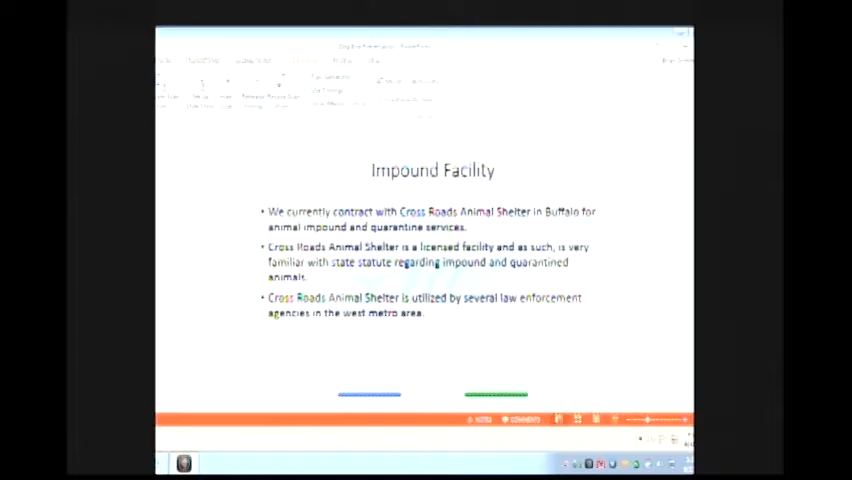 Impound Facility
• We currently contract with Cross Roads Animal Shelter in Buffalo for
animal impound and quarantine services.
• Cross Roads Animal Shelter is a licensed facility and as such, is very
familiar with state statute regarding impound and quarantined
animals.
• Cross Roads Animal Shelter is utilized by several law enforcement
agencies in the west metro area.
NOTES COMMENTS